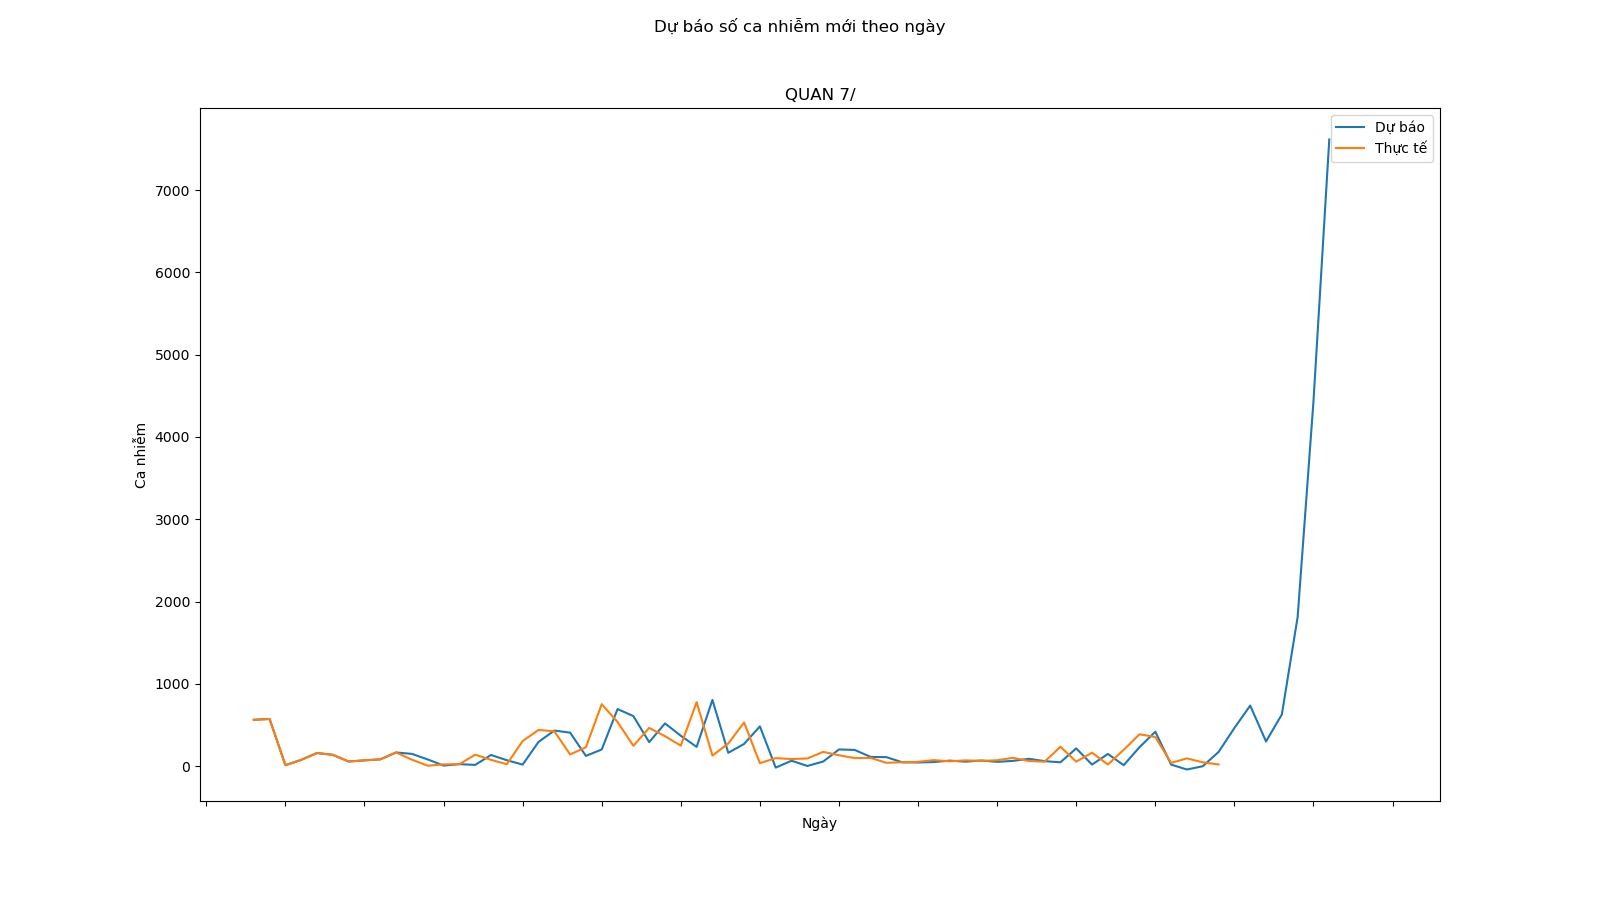 Dự báo số ca nhiễm mới theo ngày
QUAN 7/
Dự báo
Thực tế
7000
6000
5000
4000
3000
2000
1000
0
Ca nhiễm
Ngày